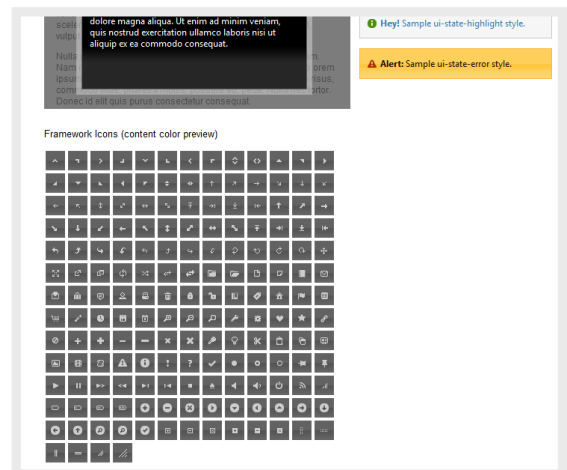 dolore magna aliqua. Ut enim ad minim veniam,
quis nostrud exercitation ullamco laboris nisi ut
aliquip ex ea commodo consequat.
Donec id elit quis purus consectetur consequat.
Hey! Sample ui-state-highlight style.
Alert: Sample ui-state-error style.
Framework Icons (content color preview)